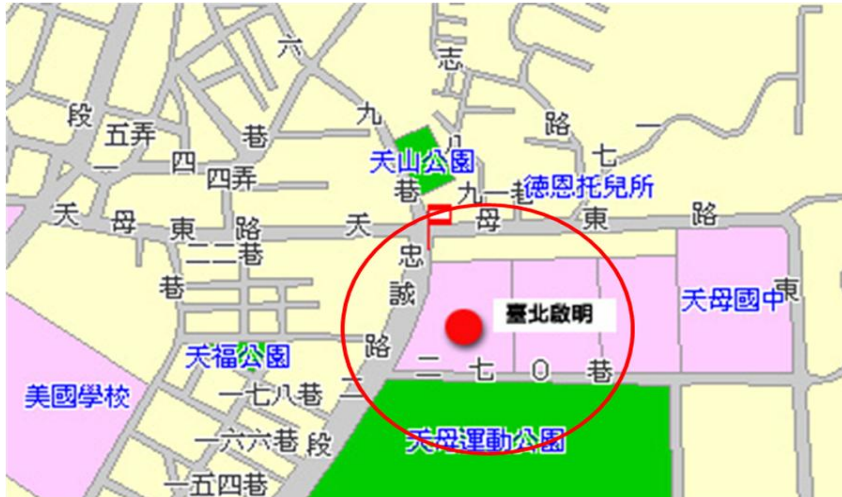 六
九
巷
志
八
路
一
七
段
五弄
一
四
巷
四弄
天山公園
九一巷
德恩托兒所
天
母
東
路
天
母
東
路
二二巷
巷
忠
誠
路
二
段
臺北啟明
天母國中
東
天福公園
二
七
0
巷
美國學校
一七八巷
一六六巷
天母運動公園
一五四巷